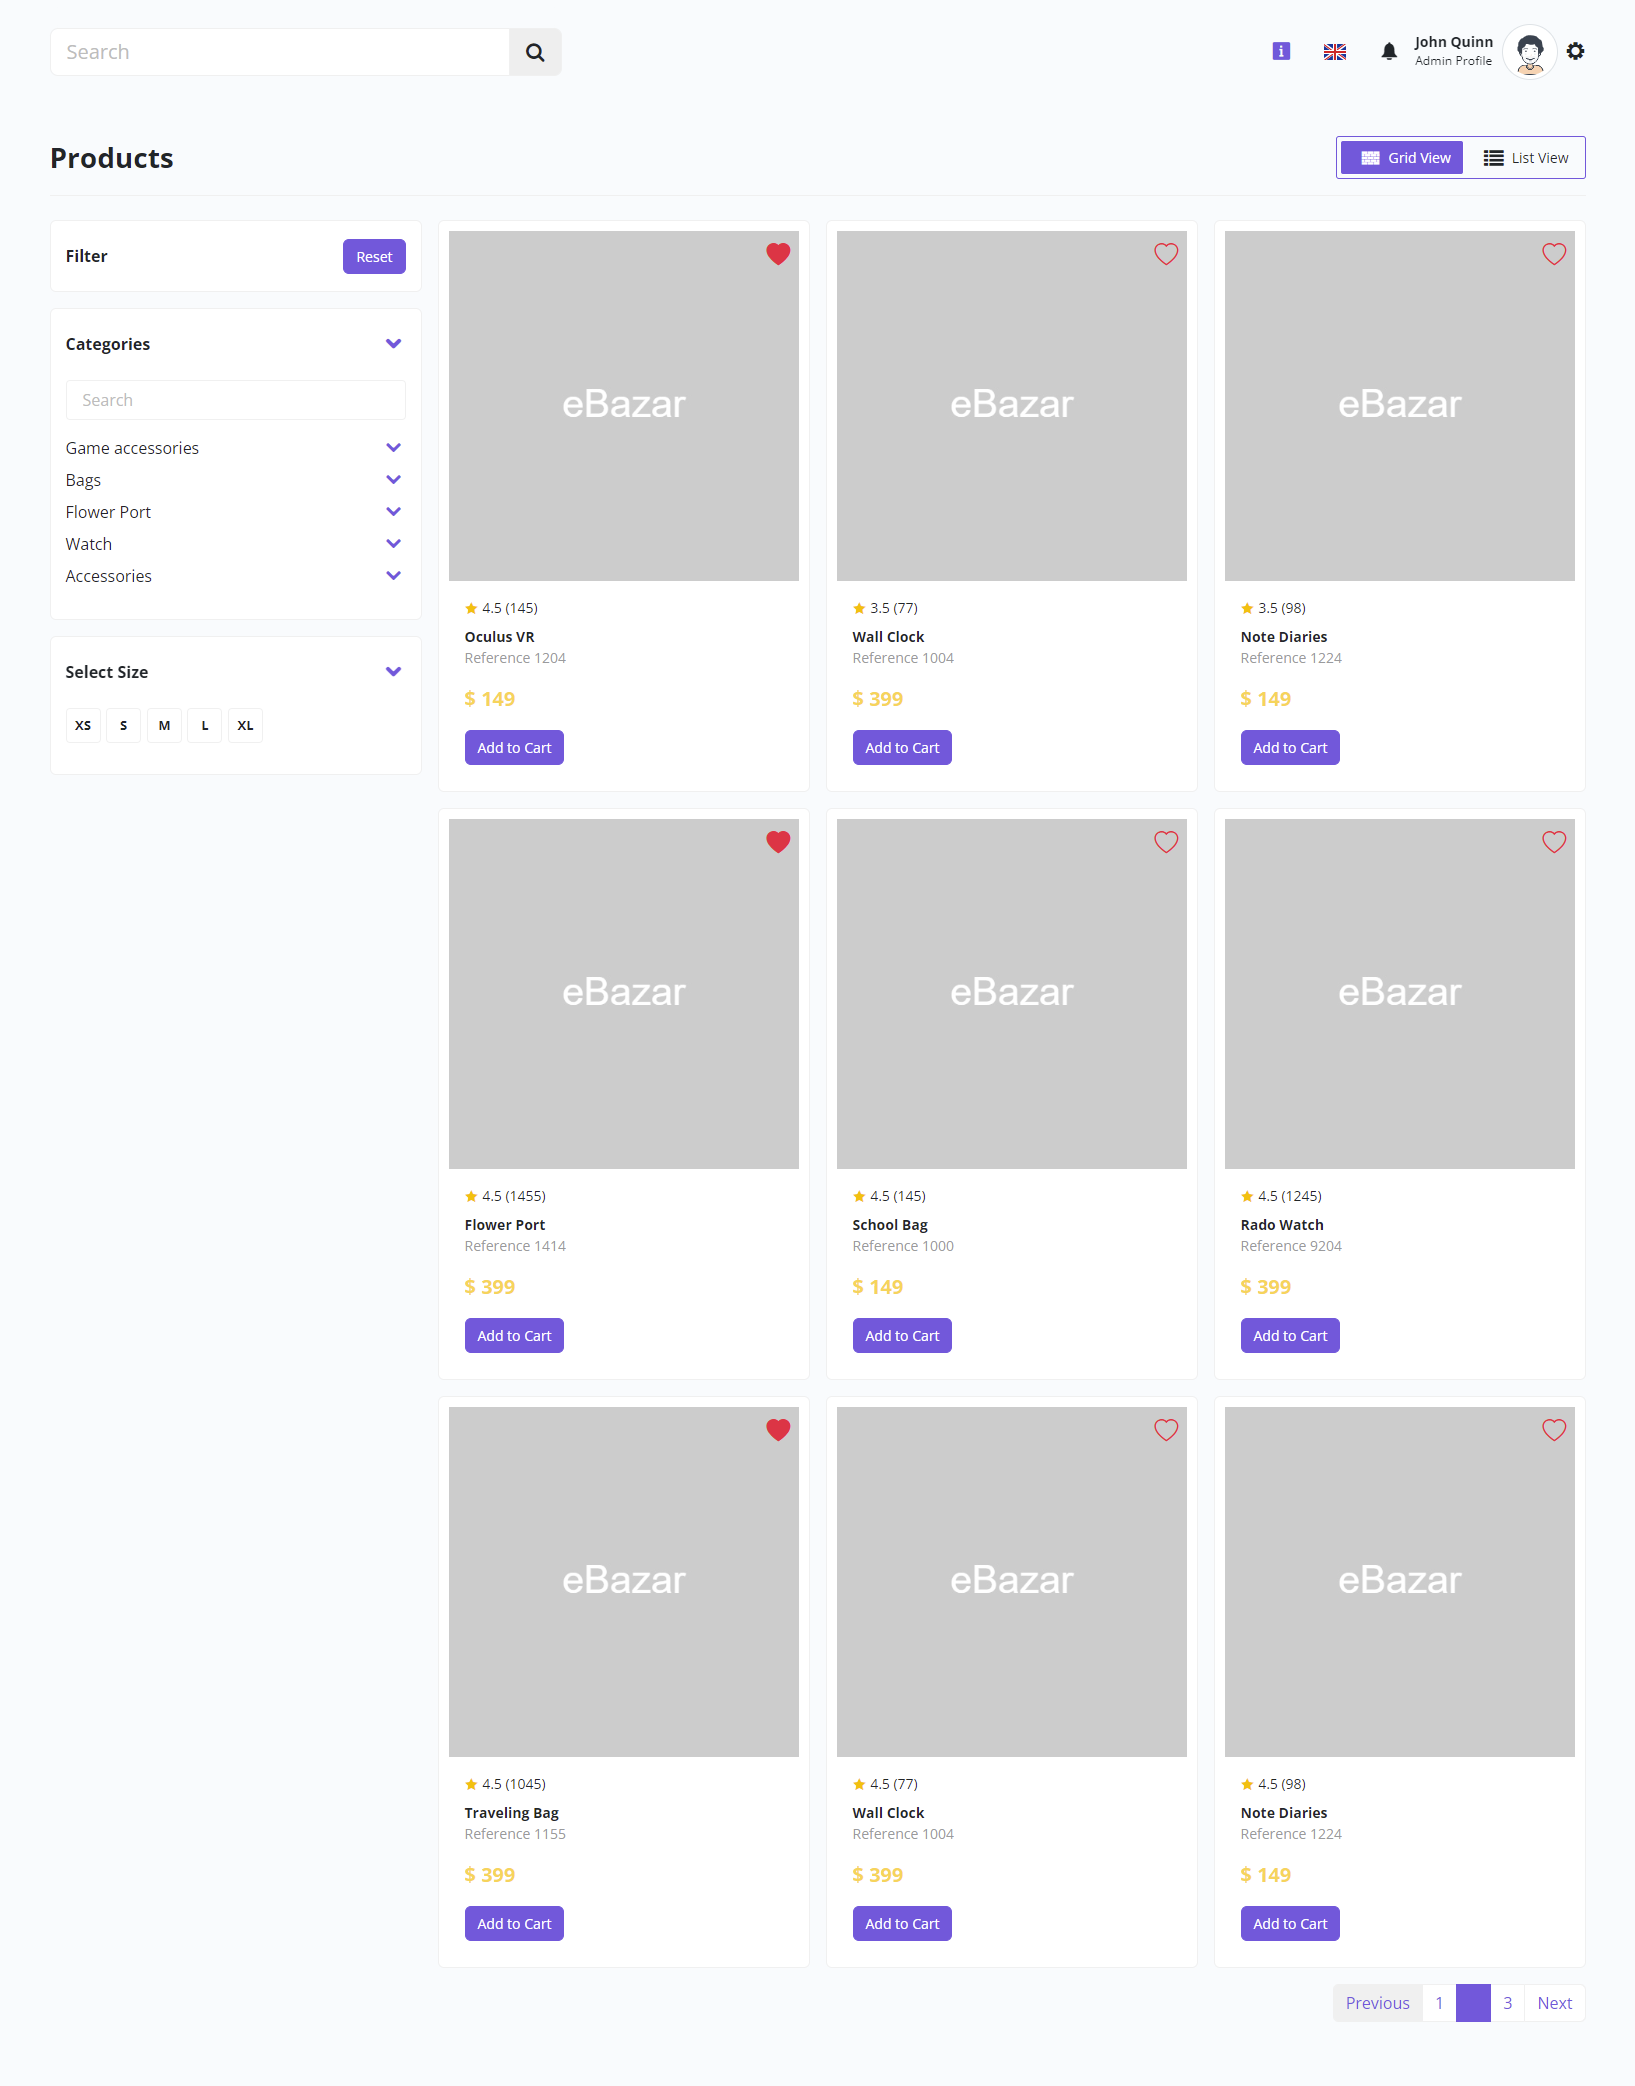 Search
John Quinn
Admin Profile
Products
Grid View
List View
Filter
Reset
Categories
Search
Game accessories
Bags
Flower Port
Watch
Accessories
Select Size
XS S M L XL
eBazar
4.5 (145)
Oculus VR
Reference 1204
$ 149
Add to Cart
eBazar
3.5 (77)
Wall Clock
Reference 1004
$ 399
Add to Cart
eBazar
3.5 (98)
Note Diaries
Reference 1224
$ 149
Add to Cart
eBazar
4.5 (1455)
Flower Port
Reference 1414
$ 399
Add to Cart
eBazar
4.5 (145)
School Bag
Reference 1000
$ 149
Add to Cart
eBazar
4.5 (1245)
Rado Watch
Reference 9204
$ 399
Add to Cart
eBazar
4.5 (1045)
Traveling Bag
Reference 1155
$ 399
Add to Cart
eBazar
4.5 (77)
Wall Clock
Reference 1004
$ 399
Add to Cart
eBazar
4.5 (98)
Note Diaries
Reference 1224
$ 149
Add to Cart
Previous 1 3 Next